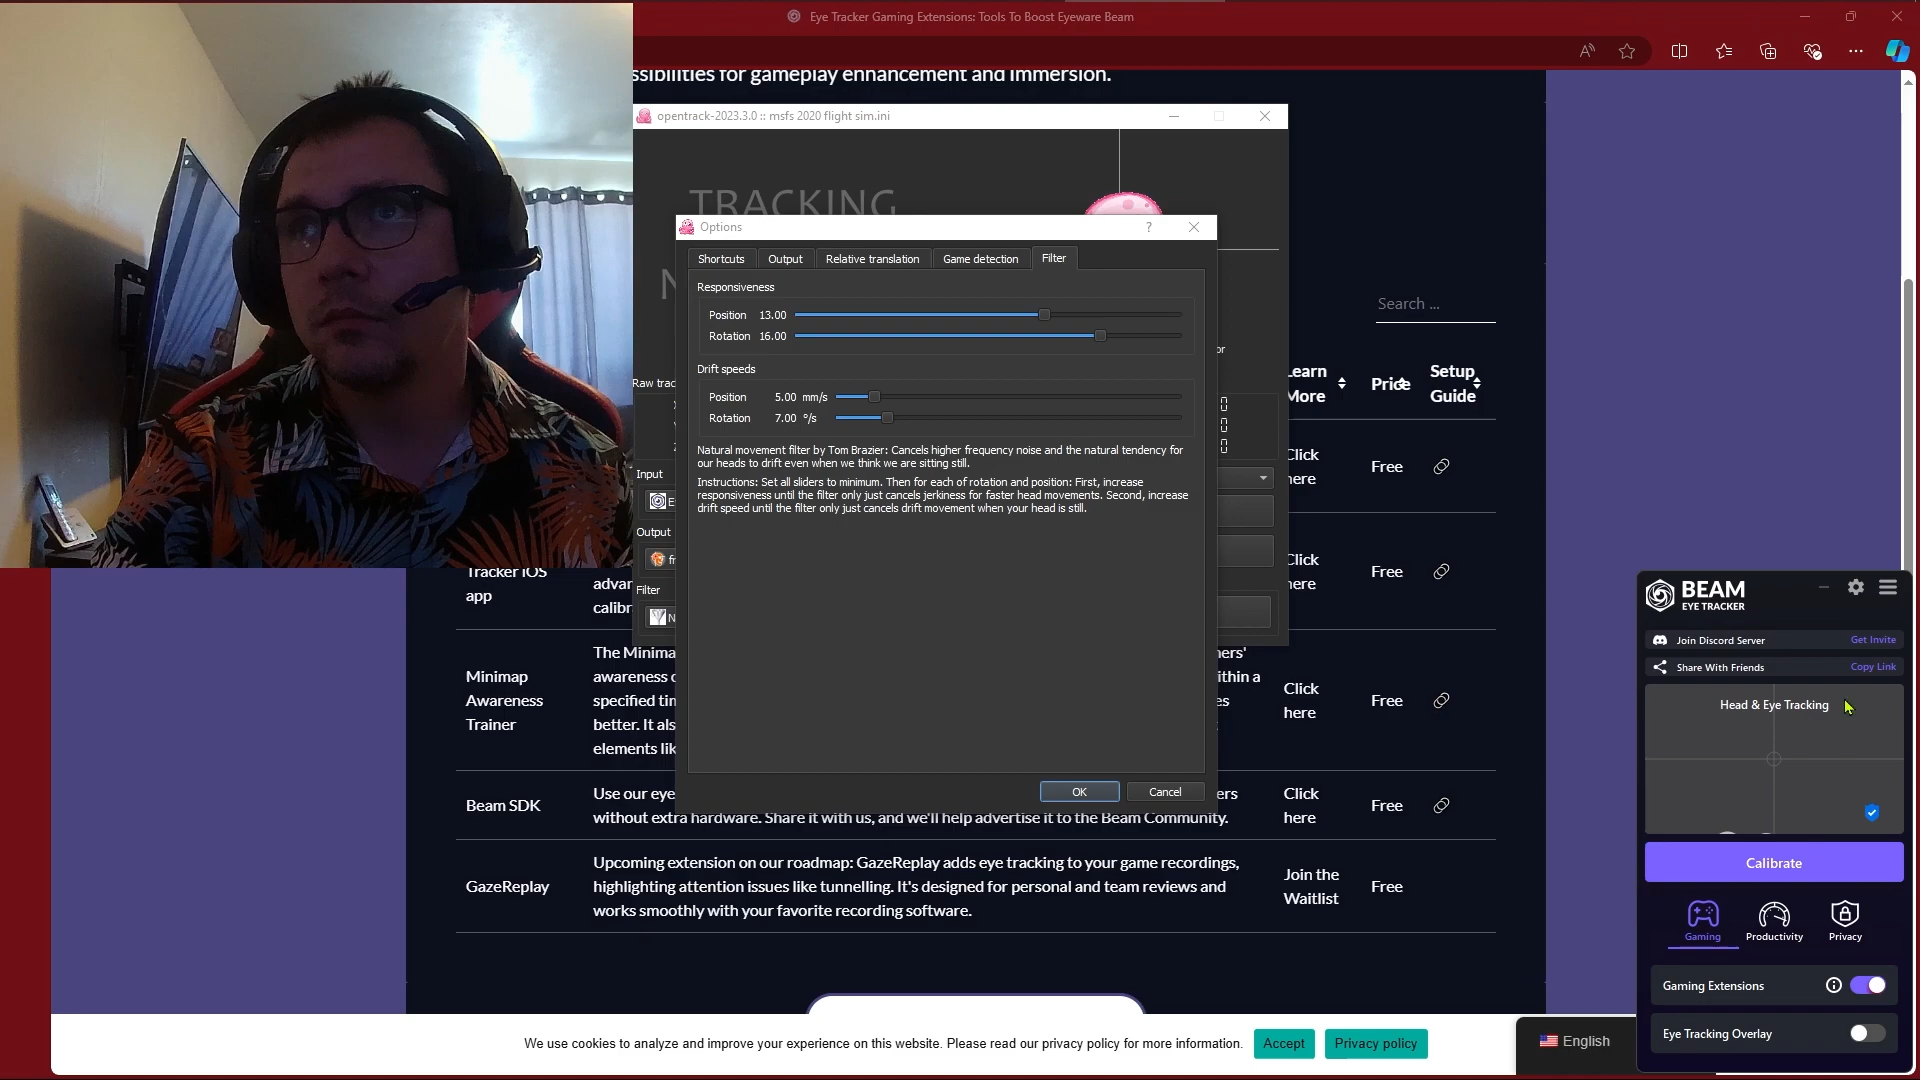 Eye Tracker Gaming Extensions: Tools To Boost Eyeware Beam
ssibilities for gameplay enhancement and immersion.
opentrack-2023.3.0 :: msfs 2020 flight sim.ini
TRACKING
Options
?
Shortcuts
Output
Relative translation
Game detection
Filter
Responsiveness
Position 13.00
Rotation 16.00
Drift speeds
Position 5.00 mm/s
Rotation 7.00 °/s
Natural movement filter by Tom Brazier: Cancels higher frequency noise and the natural tendency for
our heads to drift even when we think we are sitting still.
Instructions: Set all sliders to minimum. Then for each of rotation and position: First, increase
responsiveness until the filter only just cancels jerkiness for faster head movements. Second, increase
drift speed until the filter only just cancels drift movement when your head is still.
OK
Cancel
Raw trac
Input
E
Output
fr
Filter
N
or
0
0
0
Search ...
Learn
More
Price
Setup
Guide
Click
here
Free
Tracker iOS
app
advar
calibr
Click
here
Free
Minimap
Awareness
Trainer
The Minima
awareness c
specified tim
better. It als
elements lik
ners'
ithin a
es
Click
here
Free
Beam SDK
Use our eye
ers
without extra hardware. Share it with us, and we'll help advertise it to the Beam Community.
Click
here
Free
GazeReplay
Upcoming extension on our roadmap: GazeReplay adds eye tracking to your game recordings,
highlighting attention issues like tunnelling. It's designed for personal and team reviews and
works smoothly with your favorite recording software.
Join the
Waitlist
Free
We use cookies to analyze and improve your experience on this website. Please read our privacy policy for more information.
Accept
Privacy policy
English
BEAM
EYE TRACKER
Join Discord Server
Get Invite
Share With Friends
Copy Link
Head & Eye Tracking
Calibrate
Gaming
Productivity
Privacy
Gaming Extensions
Eye Tracking Overlay